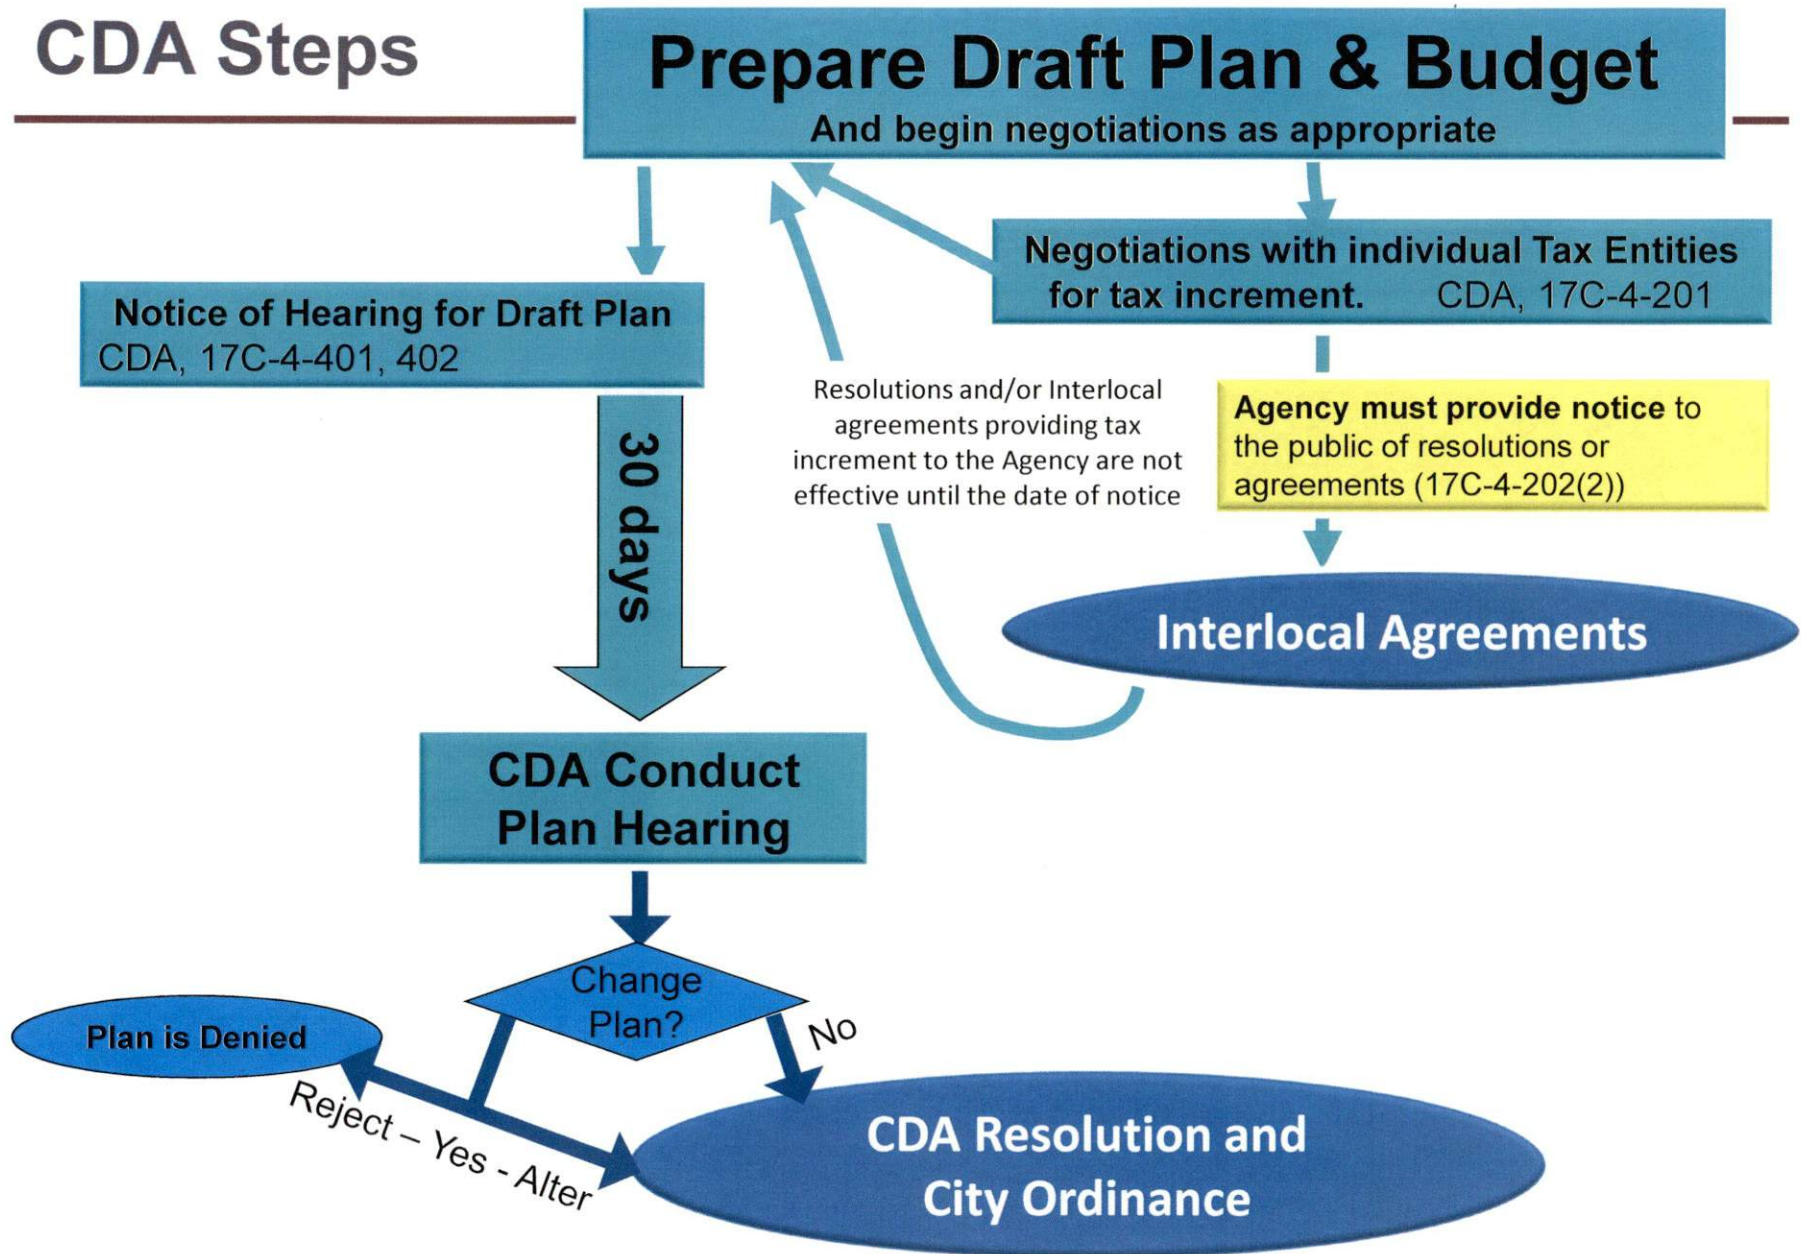 CDA Steps
Prepare Draft Plan & Budget
And begin negotiations as appropriate
Negotiations with individual Tax Entities
for tax increment. CDA, 17C-4-201
Notice of Hearing for Draft Plan
CDA, 17C-4-401, 402
Resolutions and/or Interlocal
agreements providing tax
increment to the Agency are not
effective until the date of notice
Agency must provide notice to
the public of resolutions or
agreements (17C-4-202(2))
30 days
Interlocal Agreements
CDA Conduct
Plan Hearing
Change
Plan?
No
Plan is Denied
Reject – Yes - Alter
CDA Resolution and
City Ordinance